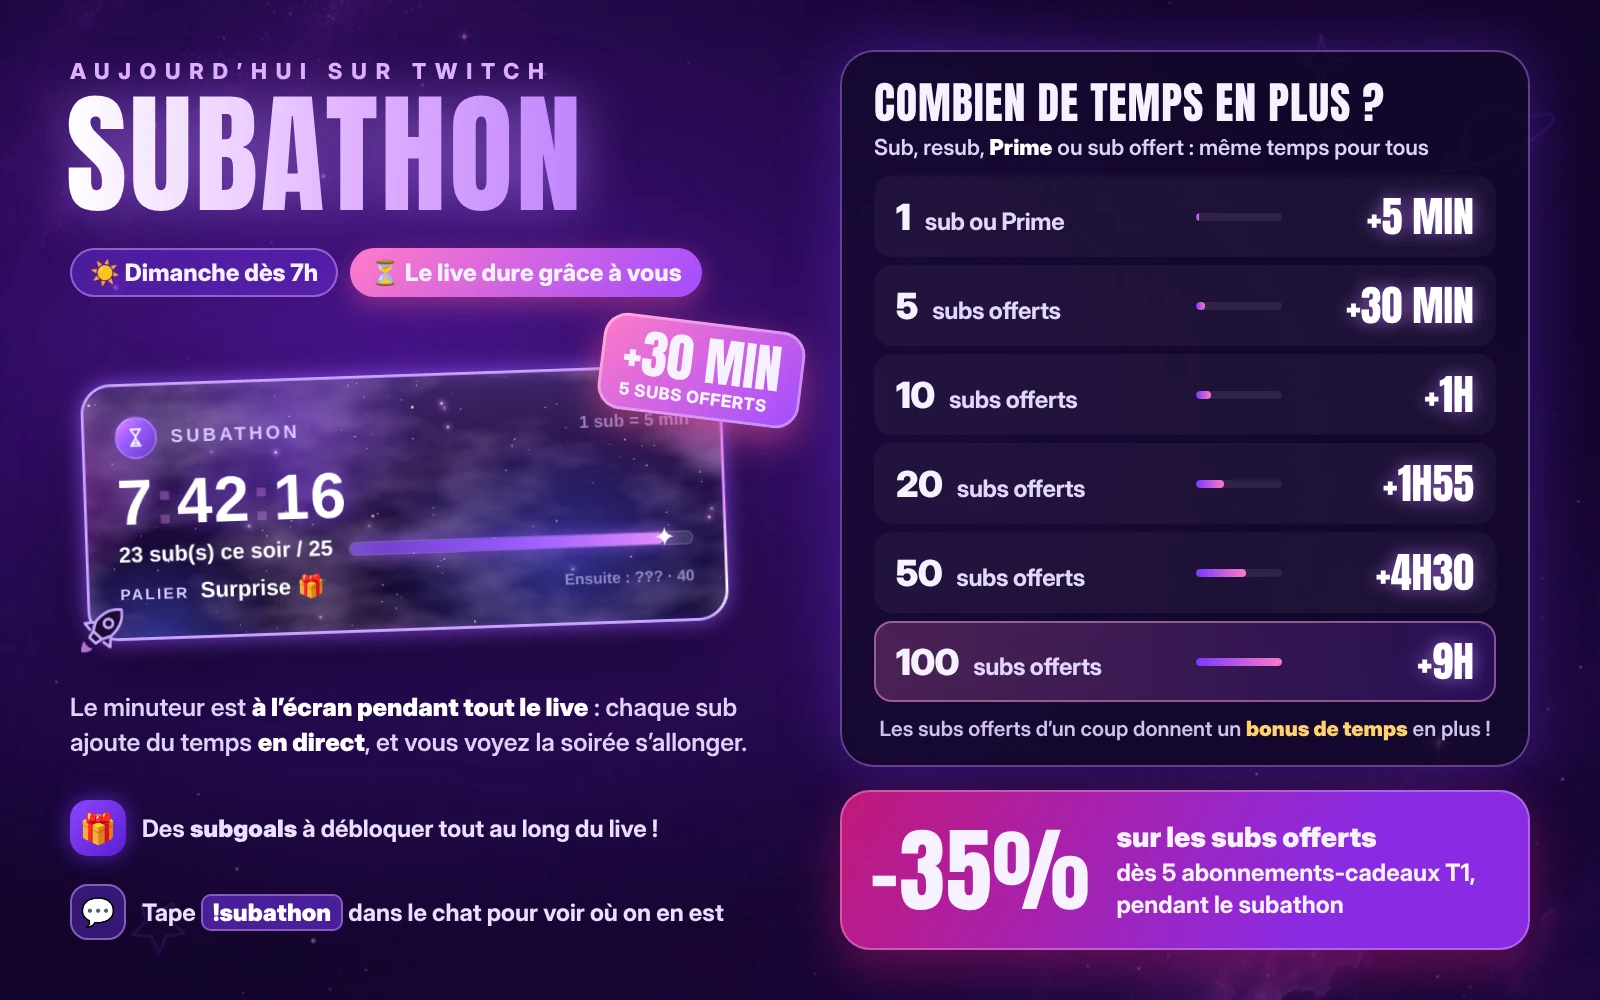 AUJOURD’HUI SUR TWITCH
SUBATHON
☀️ Dimanche dès 7h
⏳ Le live dure grâce à vous
+30 MIN
5 SUBS OFFERTS
SUBATHON
1 sub = 5 min
7:42:16
23 sub(s) ce soir / 25
PALIER Surprise 🎁
Ensuite : ??? · 40
Le minuteur est à l’écran pendant tout le live : chaque sub
ajoute du temps en direct, et vous voyez la soirée s’allonger.
🎁 Des subgoals à débloquer tout au long du live !
💬 Tape !subathon dans le chat pour voir où on en est
COMBIEN DE TEMPS EN PLUS ?
Sub, resub, Prime ou sub offert : même temps pour tous
1 sub ou Prime +5 MIN
5 subs offerts +30 MIN
10 subs offerts +1H
20 subs offerts +1H55
50 subs offerts +4H30
100 subs offerts +9H
Les subs offerts d’un coup donnent un bonus de temps en plus !
-35%
sur les subs offerts
dès 5 abonnements-cadeaux T1,
pendant le subathon